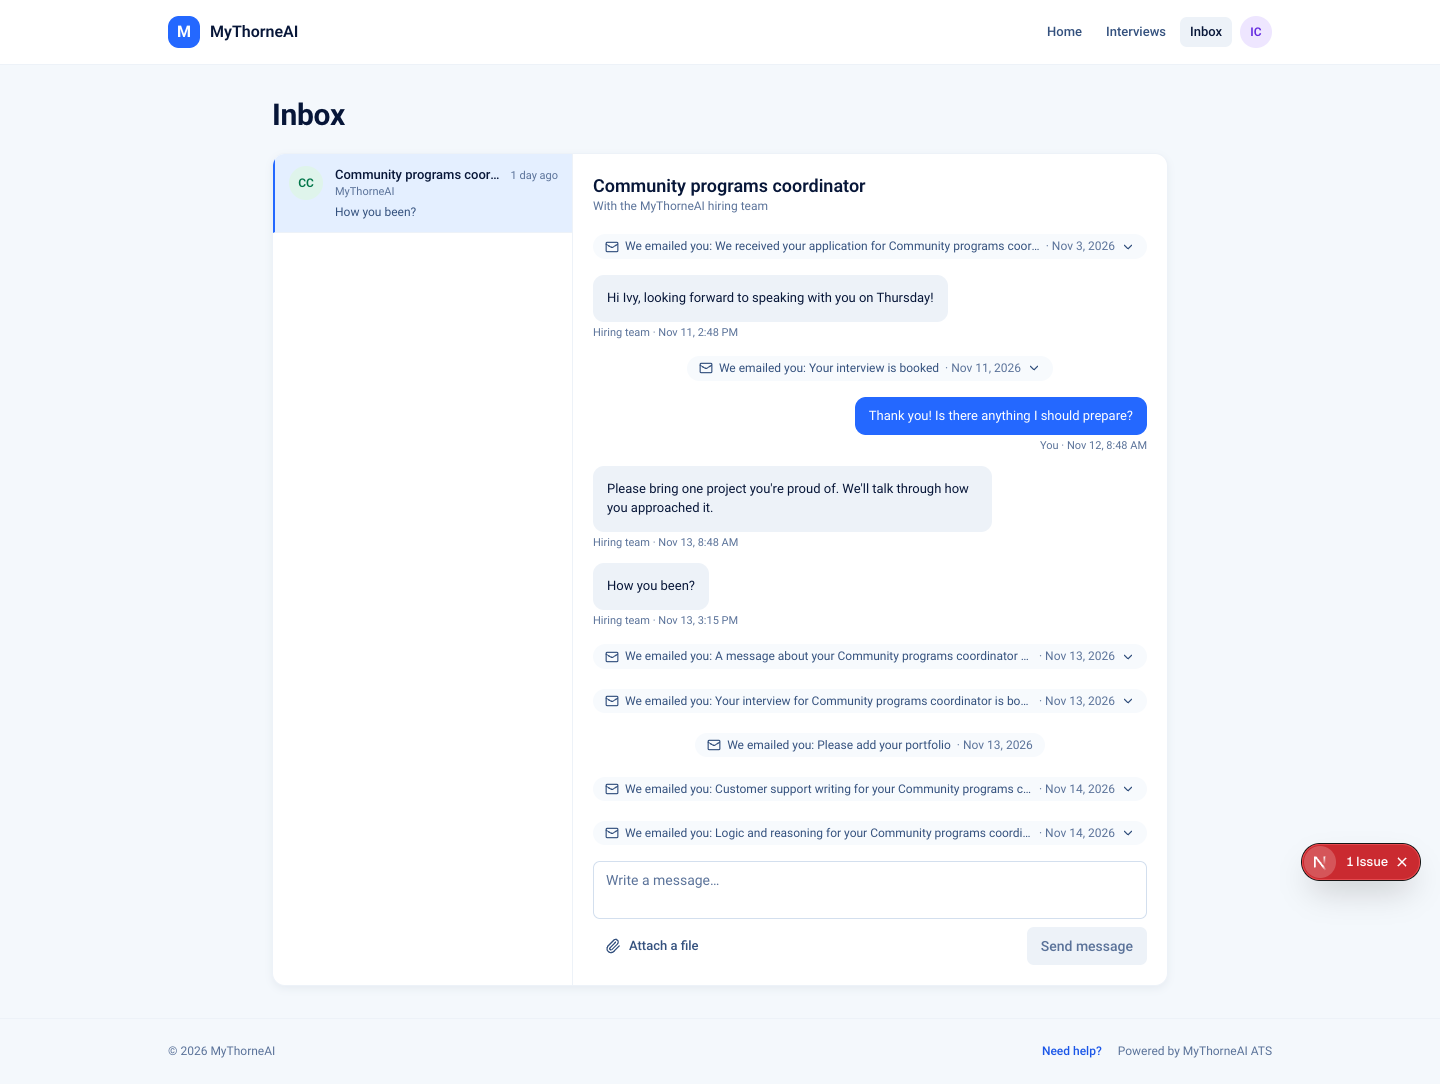 M MyThorneAI
Home Interviews Inbox IC
Inbox
CC
Community programs coor... 1 day ago
MyThorneAI
How you been?
Community programs coordinator
With the MyThorneAI hiring team
We emailed you: We received your application for Community programs coor... · Nov 3, 2026
Hi Ivy, looking forward to speaking with you on Thursday!
Hiring team · Nov 11, 2:48 PM
We emailed you: Your interview is booked · Nov 11, 2026
Thank you! Is there anything I should prepare?
You · Nov 12, 8:48 AM
Please bring one project you're proud of. We'll talk through how
you approached it.
Hiring team · Nov 13, 8:48 AM
How you been?
Hiring team · Nov 13, 3:15 PM
We emailed you: A message about your Community programs coordinator ... · Nov 13, 2026
We emailed you: Your interview for Community programs coordinator is bo... · Nov 13, 2026
We emailed you: Please add your portfolio · Nov 13, 2026
We emailed you: Customer support writing for your Community programs c... · Nov 14, 2026
We emailed you: Logic and reasoning for your Community programs coordi... · Nov 14, 2026
Write a message...
Attach a file
Send message
N 1 Issue
© 2026 MyThorneAI
Need help? Powered by MyThorneAI ATS